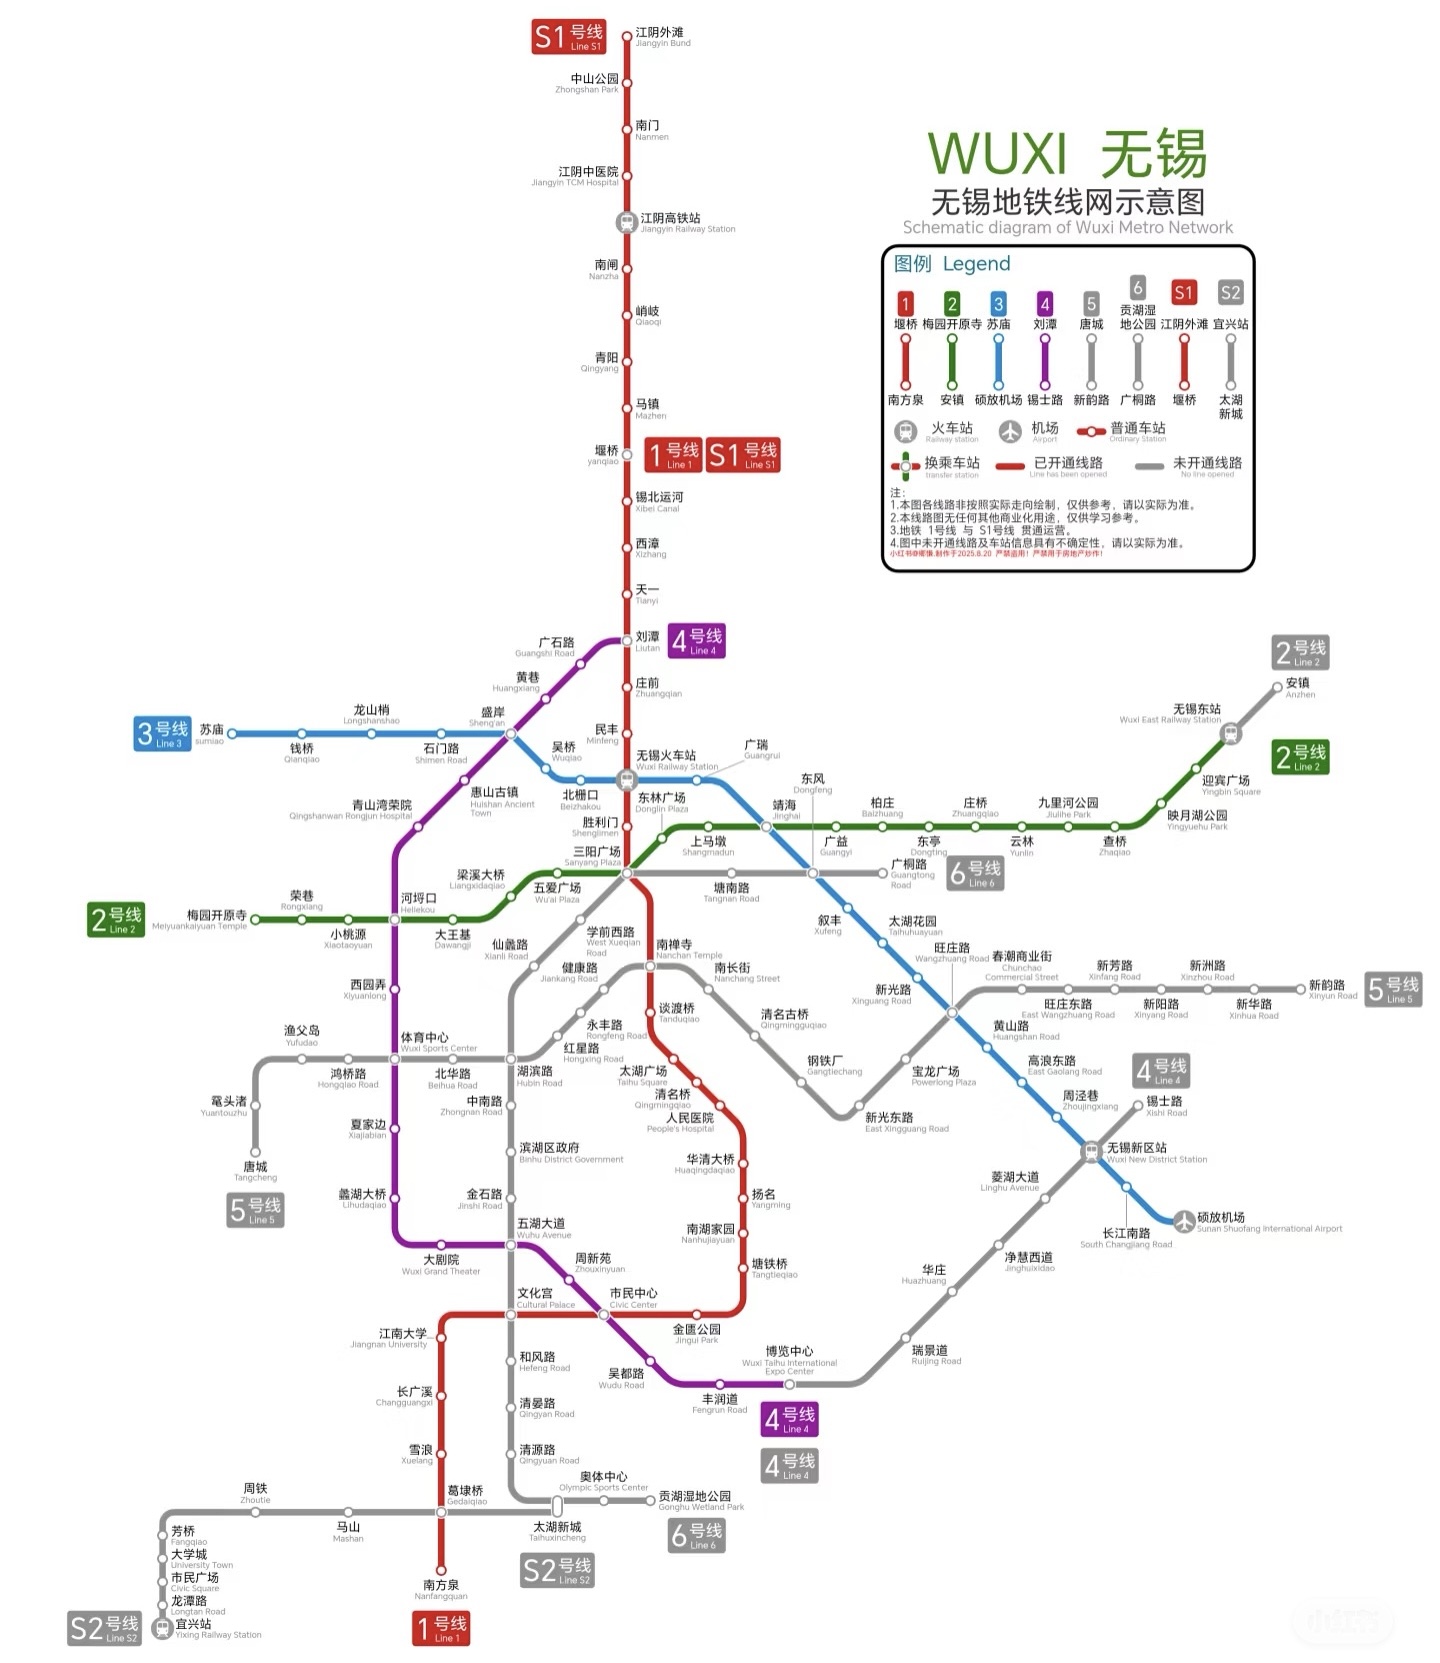 S1号线
Line S1
江阴外滩
Jiangyin Bund
中山公园
Zhongshan Park
南门
Nanmen
江阴中医院
Jiangyin TCM Hospital
江阴高铁站
Jiangyin Railway Station
南闸
Nanzha
峭岐
Qiaoqi
青阳
Qingyang
马镇
Mazhen
堰桥
yanqiao
1号线
Line 1
S1号线
Line S1
锡北运河
Xibei Canal
西漳
Xizhang
天一
Tianyi
WUXI 无锡
无锡地铁线网示意图
Schematic diagram of Wuxi Metro Network
图例 Legend
1 2 3 4 5 6 S1 S2
堰桥 梅园开原寺 苏庙 刘潭 唐城 贡湖湿地公园 江阴外滩 宜兴站
南方泉 安镇 硕放机场 锡士路 新韵路 广桐路 堰桥 太湖新城
火车站
Railway station
机场
Airport
普通车站
Ordinary Station
换乘车站
transfer station
已开通线路
Line has been opened
未开通线路
No line opened
注：
1.本图各线路非按照实际走向绘制，仅供参考，请以实际为准。
2.本线路图无任何其他商业化用途，仅供学习参考。
3.地铁 1号线 与 S1号线 贯通运营。
4.图中未开通线路及车站信息具有不确定性，请以实际为准。
制作于2025.8.20 严禁盗用！严禁用于房地产炒作！
刘潭
Liutan
4号线
Line 4
广石路
Guangshi Road
黄巷
Huangxiang
盛岸
Sheng'an
庄前
Zhuangqian
民丰
Minfeng
3号线
Line 3
苏庙
sumiao
钱桥
Qianqiao
龙山梢
Longshanshao
石门路
Shimen Road
吴桥
Wuqiao
北栅口
Beizhakou
无锡火车站
Wuxi Railway Station
广瑞
Guangrui
惠山古镇
Huishan Ancient
Town
青山湾荣院
Qingshanwan Rongjun Hospital
胜利门
Shenglimen
东林广场
Donglin Plaza
三阳广场
Sanyang Plaza
上马墩
Shangmadun
靖海
Jinghai
东风
Dongfeng
广益
Guangyi
柏庄
Baizhuang
东亭
Dongting
庄桥
Zhuangqiao
云林
Yunlin
九里河公园
Jiulihe Park
查桥
Zhaqiao
映月湖公园
Yingyuehu Park
迎宾广场
Yingbin Square
无锡东站
Wuxi East Railway Station
安镇
Anzhen
2号线
Line 2
2号线
Line 2
2号线
Line 2
梅园开原寺
Meiyuankaiyuan Temple
荣巷
Rongxiang
小桃源
Xiaotaoyuan
河埒口
Heliekou
大王基
Dawangji
梁溪大桥
Liangxidaqiao
五爱广场
Wu'ai Plaza
塘南路
Tangnan Road
广桐路
Guangtong
Road
6号线
Line 6
学前西路
West Xueqian
Road
仙蠡路
Xianli Road
健康路
Jiankang Road
南禅寺
Nanchan Temple
南长街
Nanchang Street
清名古桥
Qingmingguqiao
钢铁厂
Gangtiechang
新光东路
East Xingguang Road
宝龙广场
Powerlong Plaza
叙丰
Xufeng
太湖花园
Taihuhuayuan
新光路
Xinguang Road
旺庄路
Wangzhuang Road
春潮商业街
Chunchao
Commercial Street
旺庄东路
East Wangzhuang Road
新芳路
Xinfang Road
新阳路
Xinyang Road
新洲路
Xinzhou Road
新华路
Xinhua Road
新韵路
Xinyun Road
5号线
Line 5
西园弄
Xiyuanlong
体育中心
Wuxi Sports Center
渔父岛
Yufudao
鸿桥路
Hongqiao Road
北华路
Beihua Road
湖滨路
Hubin Road
红星路
Hongxing Road
永丰路
Rongfeng Road
鼋头渚
Yuantouzhu
唐城
Tangcheng
5号线
Line 5
谈渡桥
Tanduqiao
太湖广场
Taihu Square
清名桥
Qingmingqiao
人民医院
People's Hospital
华清大桥
Huaqingdaqiao
扬名
Yangming
南湖家园
Nanhujiayuan
塘铁桥
Tangtieqiao
金匮公园
Jingui Park
黄山路
Huangshan Road
高浪东路
East Gaolang Road
周泾巷
Zhoujingxiang
4号线
Line 4
锡士路
Xishi Road
无锡新区站
Wuxi New District Station
长江南路
South Changjiang Road
硕放机场
Sunan Shuofang International Airport
菱湖大道
Linghu Avenue
净慧西道
Jinghuixidao
华庄
Huazhuang
瑞景道
Ruijing Road
夏家边
Xiajiabian
蠡湖大桥
Lihudaqiao
中南路
Zhongnan Road
滨湖区政府
Binhu District Government
金石路
Jinshi Road
五湖大道
Wuhu Avenue
大剧院
Wuxi Grand Theater
周新苑
Zhouxinyuan
文化宫
Cultural Palace
市民中心
Civic Center
吴都路
Wudu Road
丰润道
Fengrun Road
博览中心
Wuxi Taihu International
Expo Center
4号线
Line 4
4号线
Line 4
江南大学
Jiangnan University
长广溪
Changguangxi
雪浪
Xuelang
葛埭桥
Gedaiqiao
南方泉
Nanfangquan
1号线
Line 1
和风路
Hefeng Road
清晏路
Qingyan Road
清源路
Qingyuan Road
奥体中心
Olympic Sports Center
贡湖湿地公园
Gonghu Wetland Park
6号线
Line 6
太湖新城
Taihuxincheng
S2号线
Line S2
周铁
Zhoutie
马山
Mashan
芳桥
Fangqiao
大学城
University Town
市民广场
Civic Square
龙潭路
Longtan Road
宜兴站
Yixing Railway Station
S2号线
Line S2
小红书